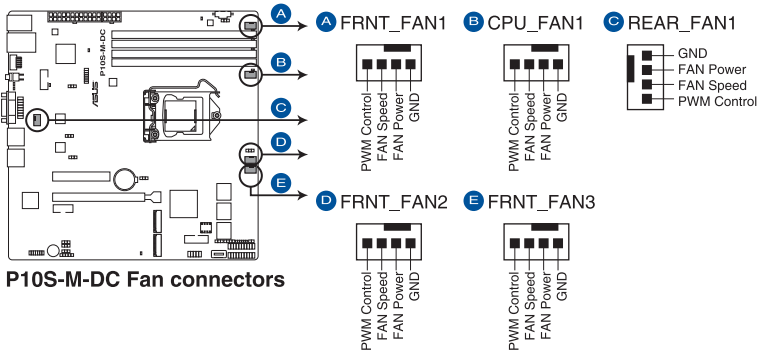 A
B
C
D
E
P10S-M-DC
ASUS
P10S-M-DC Fan connectors
A FRNT_FAN1
PWM Control
FAN Speed
FAN Power
GND
B CPU_FAN1
PWM Control
FAN Speed
FAN Power
GND
C REAR_FAN1
GND
FAN Power
FAN Speed
PWM Control
D FRNT_FAN2
PWM Control
FAN Speed
FAN Power
GND
E FRNT_FAN3
PWM Control
FAN Speed
FAN Power
GND